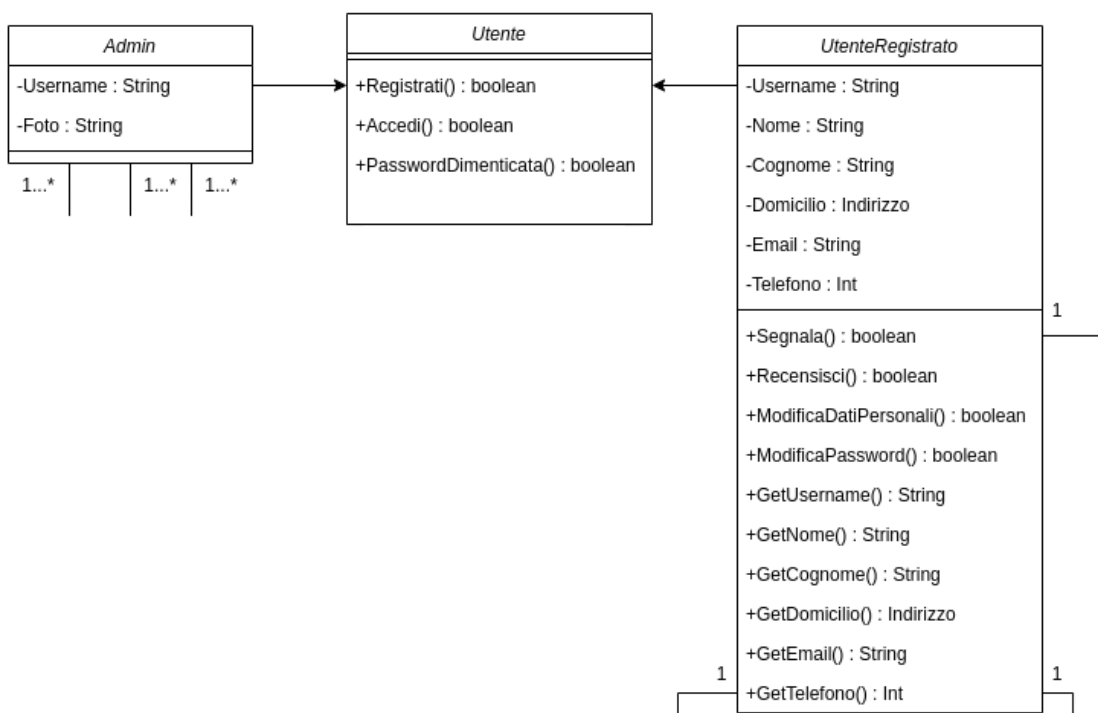 Admin
-Username : String
-Foto : String
1...*
1...*
1...*
Utente
+Registrati() : boolean
+Accedi() : boolean
+PasswordDimenticata() : boolean
UtenteRegistrato
-Username : String
-Nome : String
-Cognome : String
-Domicilio : Indirizzo
-Email : String
-Telefono : Int
1
+Segnala() : boolean
+Recensisci() : boolean
+ModificaDatiPersonali() : boolean
+ModificaPassword() : boolean
+GetUsername() : String
+GetNome() : String
+GetCognome() : String
+GetDomicilio() : Indirizzo
+GetEmail() : String
1
1
+GetTelefono() : Int